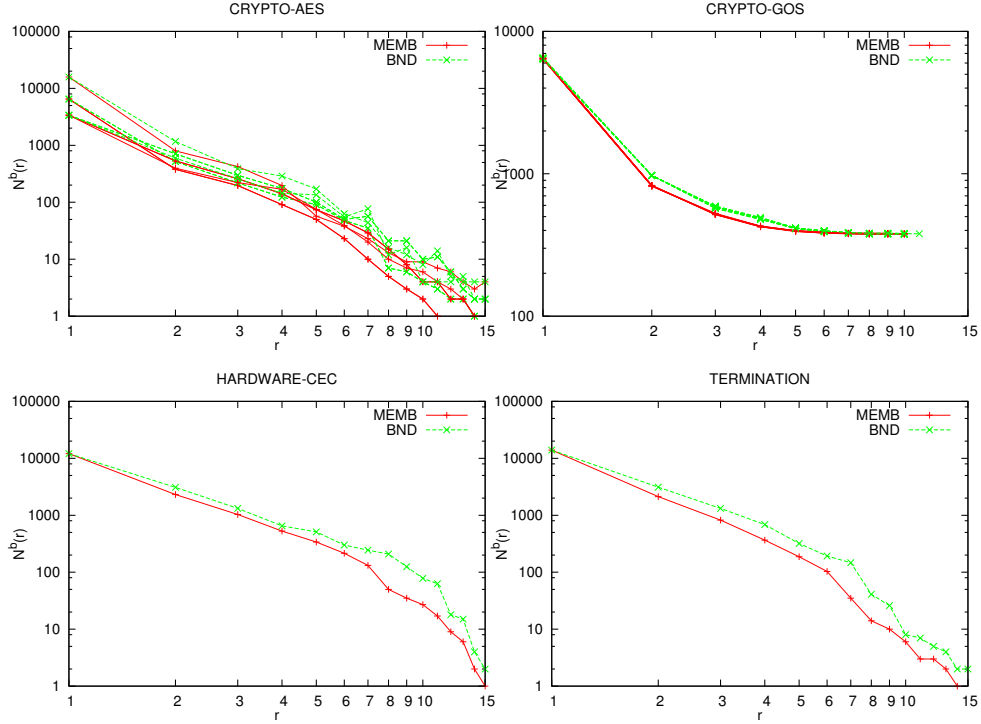 CRYPTO-AES
100000
10000
1000
100
10
1
N^b(r)
MEMB
BND
1 2 3 4 5 6 7 8 9 10 15
r
CRYPTO-GOS
10000
1000
100
N^b(r)
MEMB
BND
1 2 3 4 5 6 7 8 9 10 15
r
HARDWARE-CEC
100000
10000
1000
100
10
1
N^b(r)
MEMB
BND
1 2 3 4 5 6 7 8 9 10 15
r
TERMINATION
100000
10000
1000
100
10
1
N^b(r)
MEMB
BND
1 2 3 4 5 6 7 8 9 10 15
r